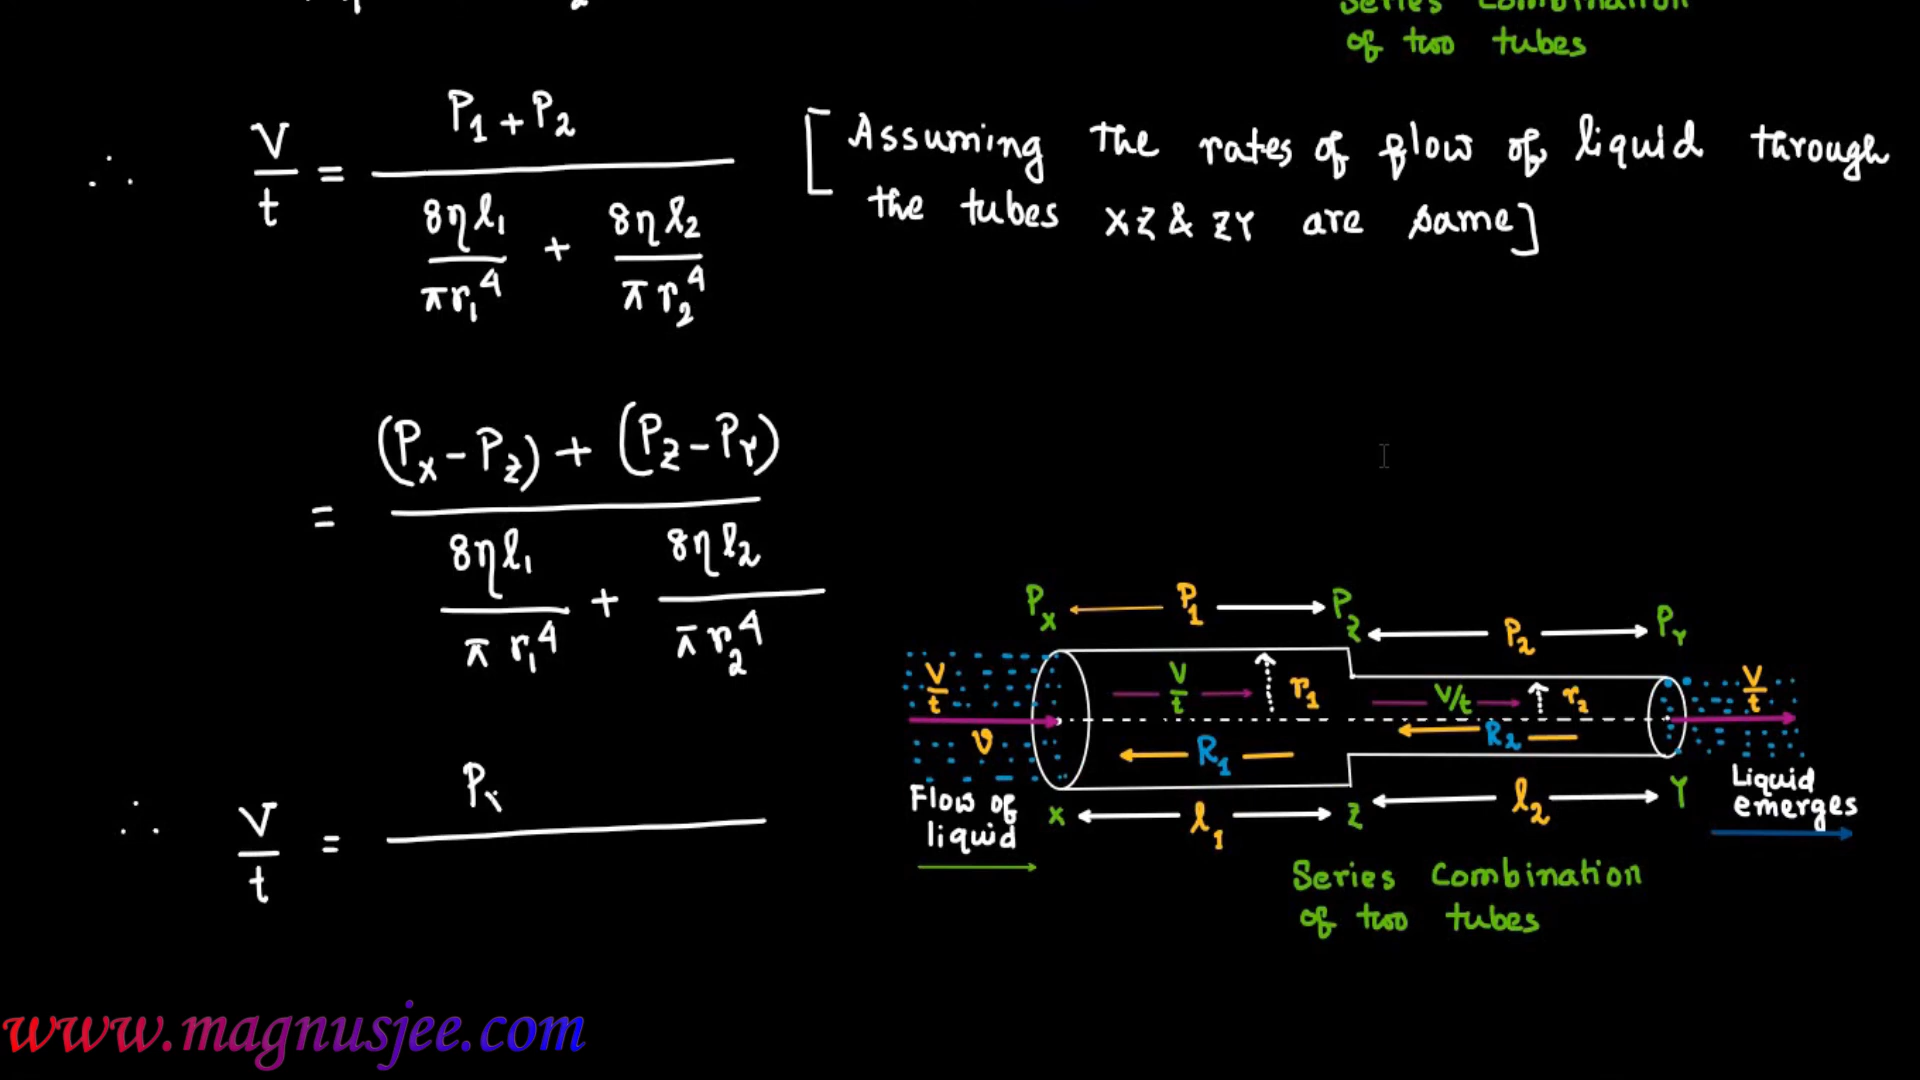 Series Combination
of two tubes
∴ V/t = (P₁ + P₂) / (8ηl₁/πr₁⁴ + 8ηl₂/πr₂⁴)
[Assuming the rates of flow of liquid through
the tubes XZ & ZY are same]
= ((Pₓ - P_Z) + (P_Z - P_Y)) / (8ηl₁/πr₁⁴ + 8ηl₂/πr₂⁴)
∴ V/t =
Pₓ P₁ P_Z P₂ P_Y
V/t V/t r₁ V/t r₂ V/t
v R₁ R₂
Flow of
liquid
X l₁ Z l₂ Y
Liquid
emerges
Series Combination
of two tubes
www.magnusjee.com